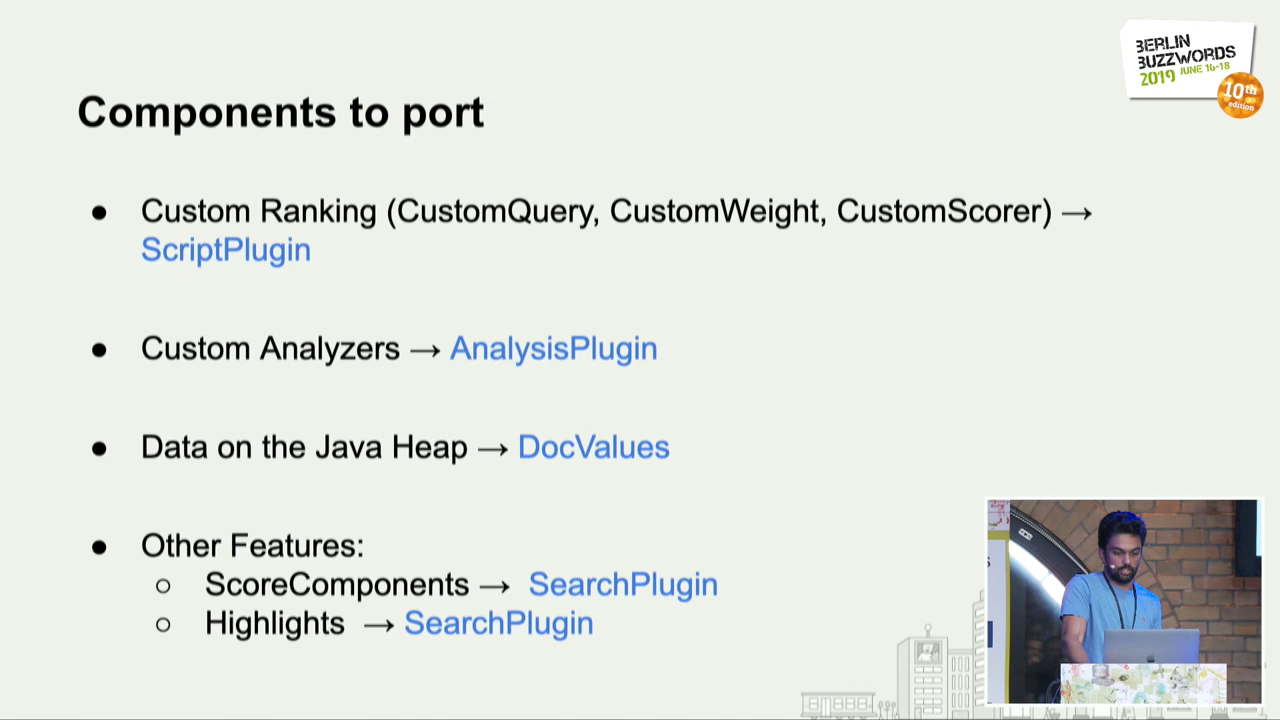 BERLIN
BUZZWORDS
2019 JUNE 16-18
10th
edition
Components to port
● Custom Ranking (CustomQuery, CustomWeight, CustomScorer) →
ScriptPlugin
● Custom Analyzers → AnalysisPlugin
● Data on the Java Heap → DocValues
● Other Features:
○ ScoreComponents → SearchPlugin
○ Highlights → SearchPlugin